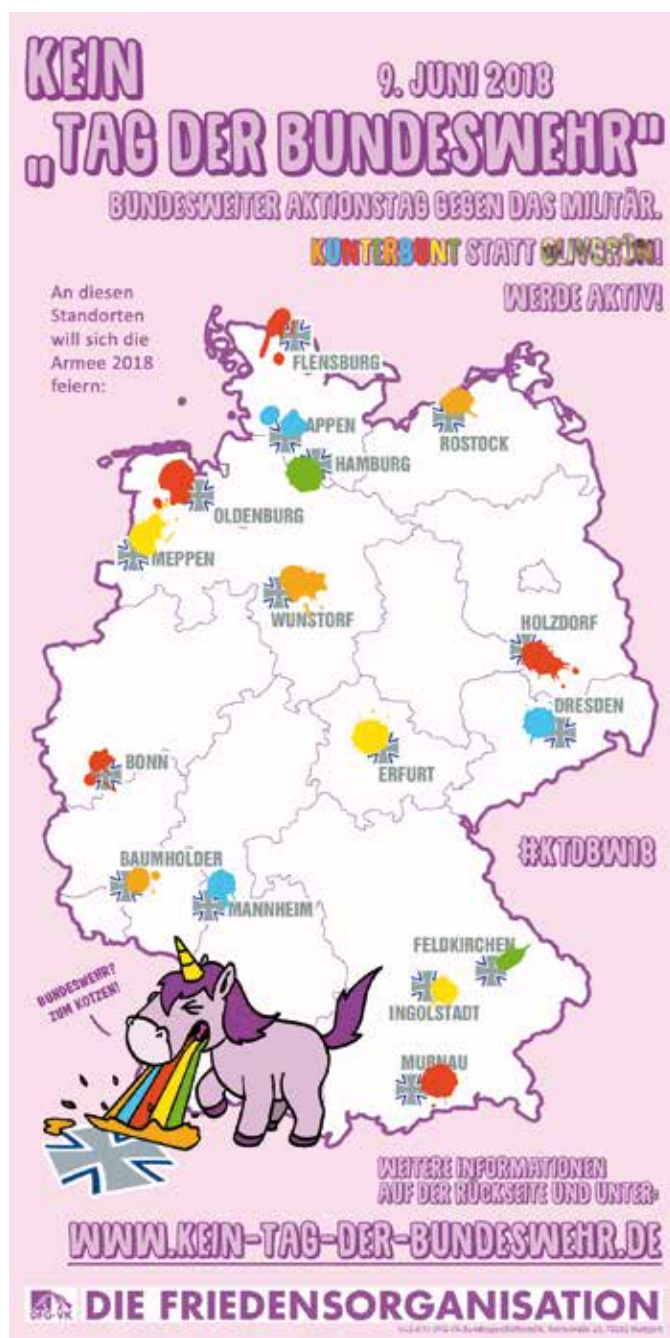 KEIN
9. JUNI 2018
„TAG DER BUNDESWEHR"
BUNDESWEITER AKTIONSTAG GEGEN DAS MILITÄR.
KUNTERBUNT STATT OLIVGRÜN!
WERDE AKTIV!
An diesen
Standorten
will sich die
Armee 2018
feiern:
FLENSBURG
APPEN
ROSTOCK
HAMBURG
OLDENBURG
MEPPEN
WUNSTORF
HOLZDORF
DRESDEN
BONN
ERFURT
BAUMHOLDER
#KTDBW18
MANNHEIM
FELDKIRCHEN
INGOLSTADT
MURNAU
BUNDESWEHR?
ZUM KOTZEN!
WEITERE INFORMATIONEN
AUF DER RÜCKSEITE UND UNTER:
WWW.KEIN-TAG-DER-BUNDESWEHR.DE
DFG-VK DIE FRIEDENSORGANISATION